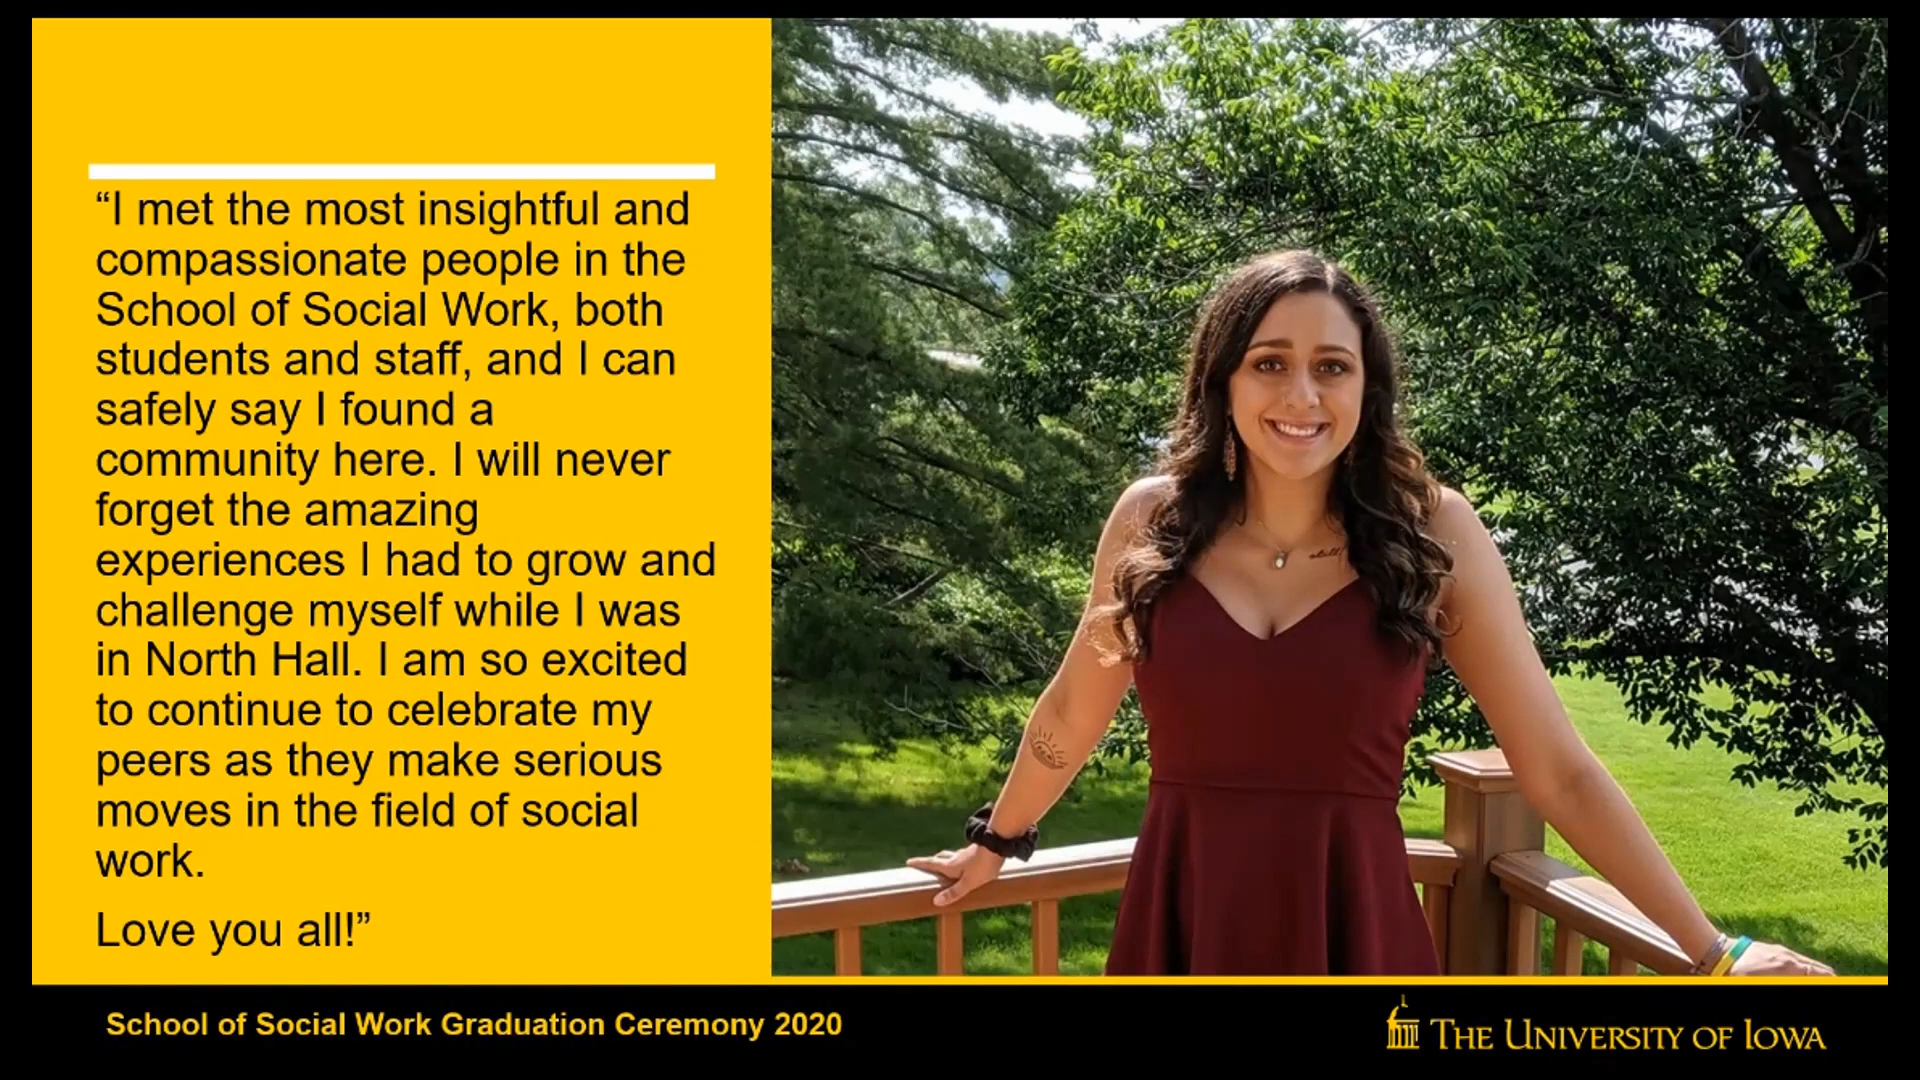 “I met the most insightful and
compassionate people in the
School of Social Work, both
students and staff, and I can
safely say I found a
community here. I will never
forget the amazing
experiences I had to grow and
challenge myself while I was
in North Hall. I am so excited
to continue to celebrate my
peers as they make serious
moves in the field of social
work.
Love you all!”
School of Social Work Graduation Ceremony 2020
THE UNIVERSITY OF IOWA